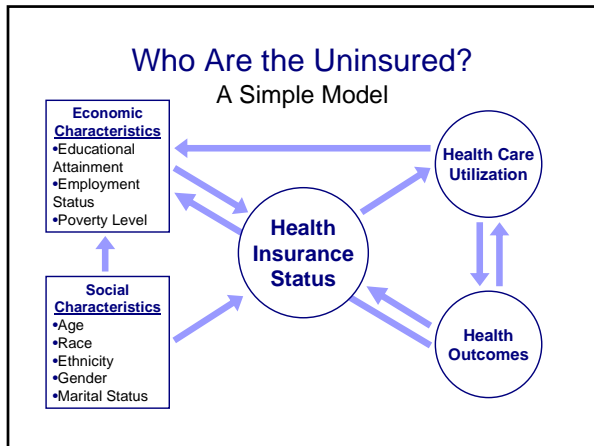 Who Are the Uninsured?
A Simple Model
Economic
Characteristics
•Educational
Attainment
•Employment
Status
•Poverty Level
Social
Characteristics
•Age
•Race
•Ethnicity
•Gender
•Marital Status
Health
Insurance
Status
Health Care
Utilization
Health
Outcomes